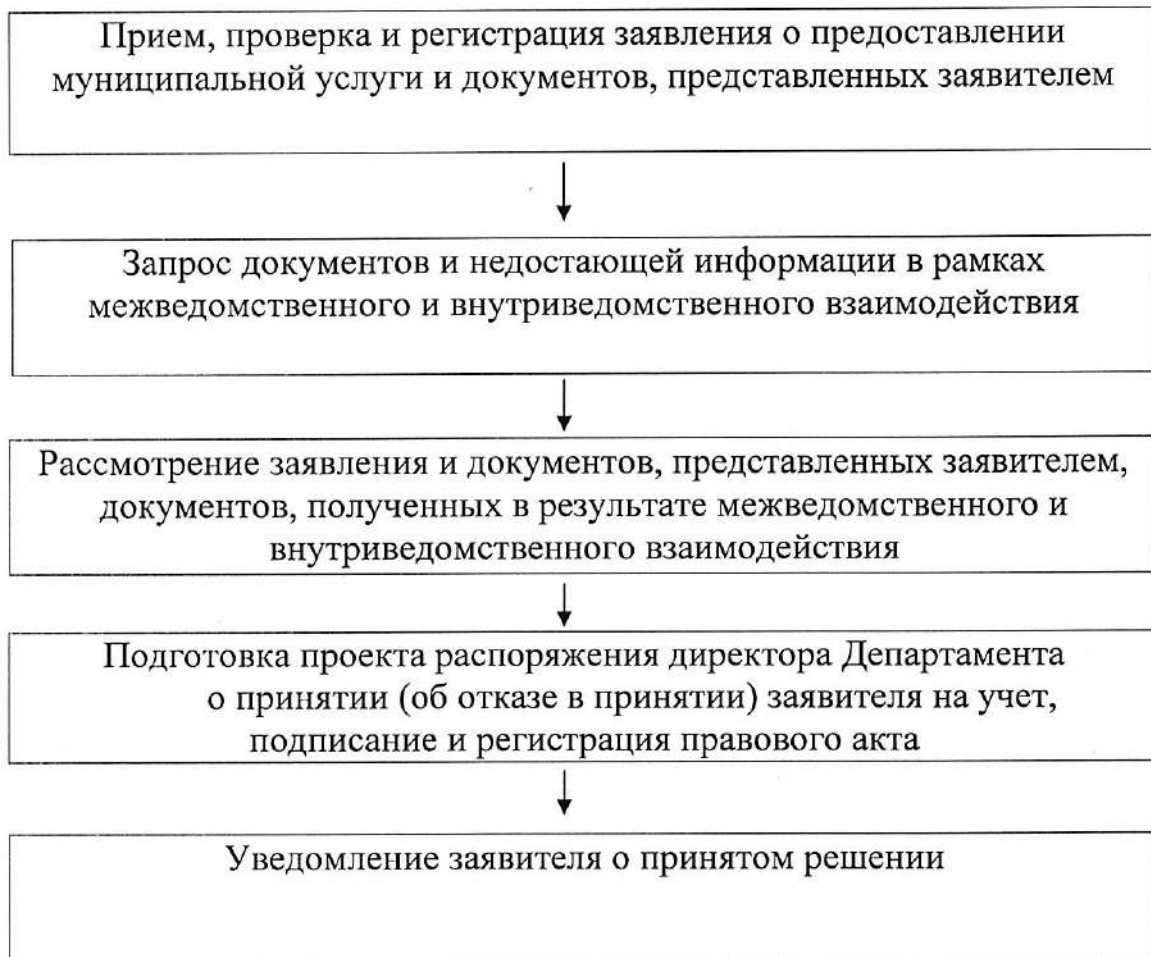 Прием, проверка и регистрация заявления о предоставлении
муниципальной услуги и документов, представленных заявителем
Запрос документов и недостающей информации в рамках
межведомственного и внутриведомственного взаимодействия
Рассмотрение заявления и документов, представленных заявителем,
документов, полученных в результате межведомственного и
внутриведомственного взаимодействия
Подготовка проекта распоряжения директора Департамента
о принятии (об отказе в принятии) заявителя на учет,
подписание и регистрация правового акта
Уведомление заявителя о принятом решении